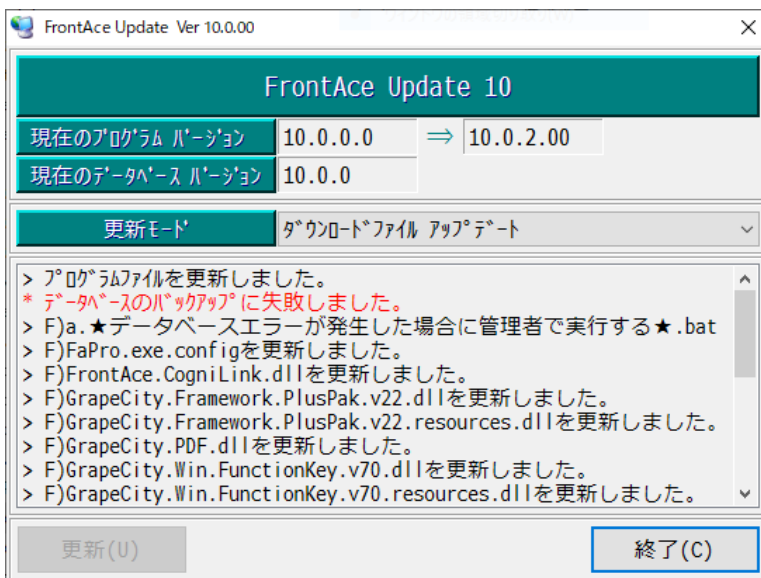 FrontAce Update Ver 10.0.00
FrontAce Update 10
現在のﾌﾟﾛｸﾞﾗﾑ ﾊﾞｰｼﾞｮﾝ 10.0.0.0 ⇒ 10.0.2.00
現在のﾃﾞｰﾀﾍﾞｰｽ ﾊﾞｰｼﾞｮﾝ 10.0.0
更新ﾓｰﾄﾞ ﾀﾞｳﾝﾛｰﾄﾞﾌｧｲﾙ ｱｯﾌﾟﾃﾞｰﾄ
> ﾌﾟﾛｸﾞﾗﾑﾌｧｲﾙを更新しました。
* ﾃﾞｰﾀﾍﾞｰｽのﾊﾞｯｸｱｯﾌﾟに失敗しました。
> F)a.★データベースエラーが発生した場合に管理者で実行する★.bat
> F)FaPro.exe.configを更新しました。
> F)FrontAce.CogniLink.dllを更新しました。
> F)GrapeCity.Framework.PlusPak.v22.dllを更新しました。
> F)GrapeCity.Framework.PlusPak.v22.resources.dllを更新しました。
> F)GrapeCity.PDF.dllを更新しました。
> F)GrapeCity.Win.FunctionKey.v70.dllを更新しました。
> F)GrapeCity.Win.FunctionKey.v70.resources.dllを更新しました。
更新(U) 終了(C)